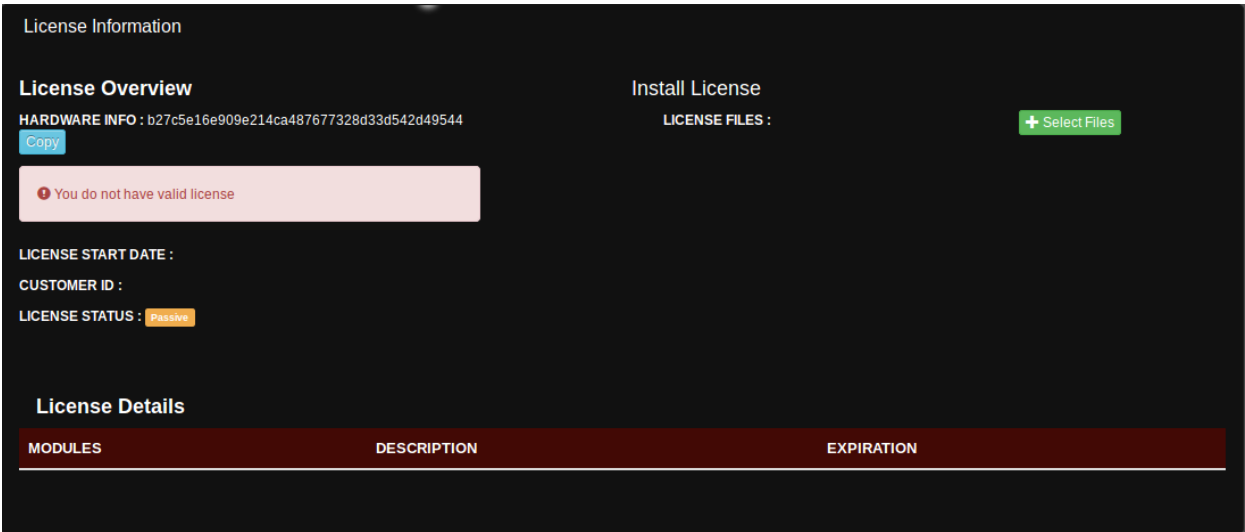 License Information
License Overview
HARDWARE INFO : b27c5e16e909e214ca487677328d33d542d49544
Copy
You do not have valid license
LICENSE START DATE :
CUSTOMER ID :
LICENSE STATUS : Passive
Install License
LICENSE FILES :
Select Files
License Details
MODULES DESCRIPTION EXPIRATION